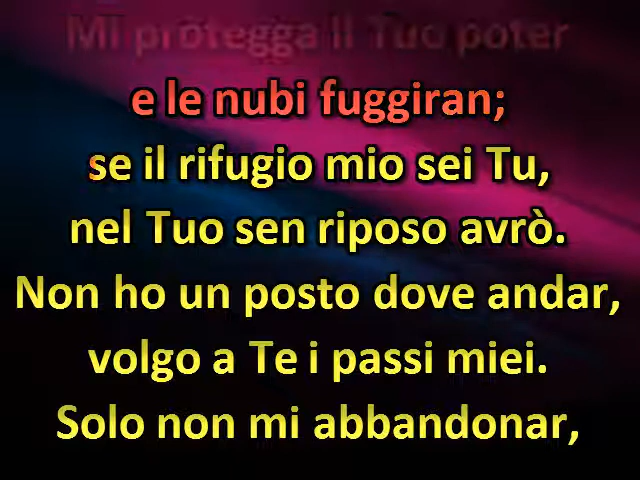 Mi protegga il Tuo poter
e le nubi fuggiran;
se il rifugio mio sei Tu,
nel Tuo sen riposo avrò.
Non ho un posto dove andar,
volgo a Te i passi miei.
Solo non mi abbandonar,